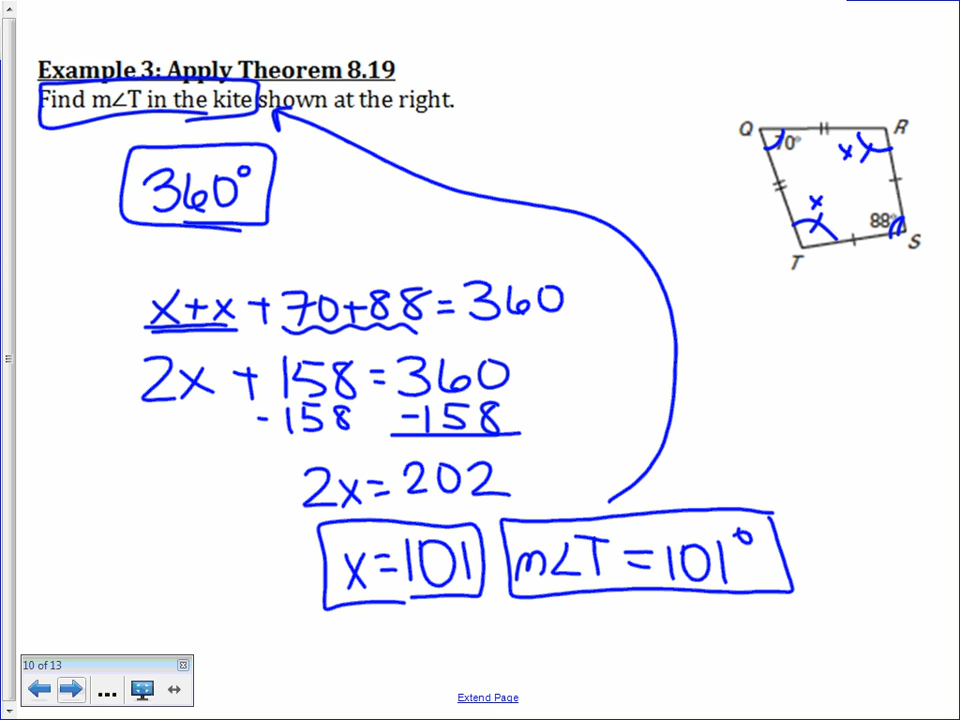 Example 3: Apply Theorem 8.19
Find m∠T in the kite shown at the right.
Q R
70° x x
360°
x
x 88°
T S
x+x + 70+88 = 360
2x + 158 = 360
-158 -158
2x = 202
x = 101 m∠T = 101°
10 of 13
...
Extend Page